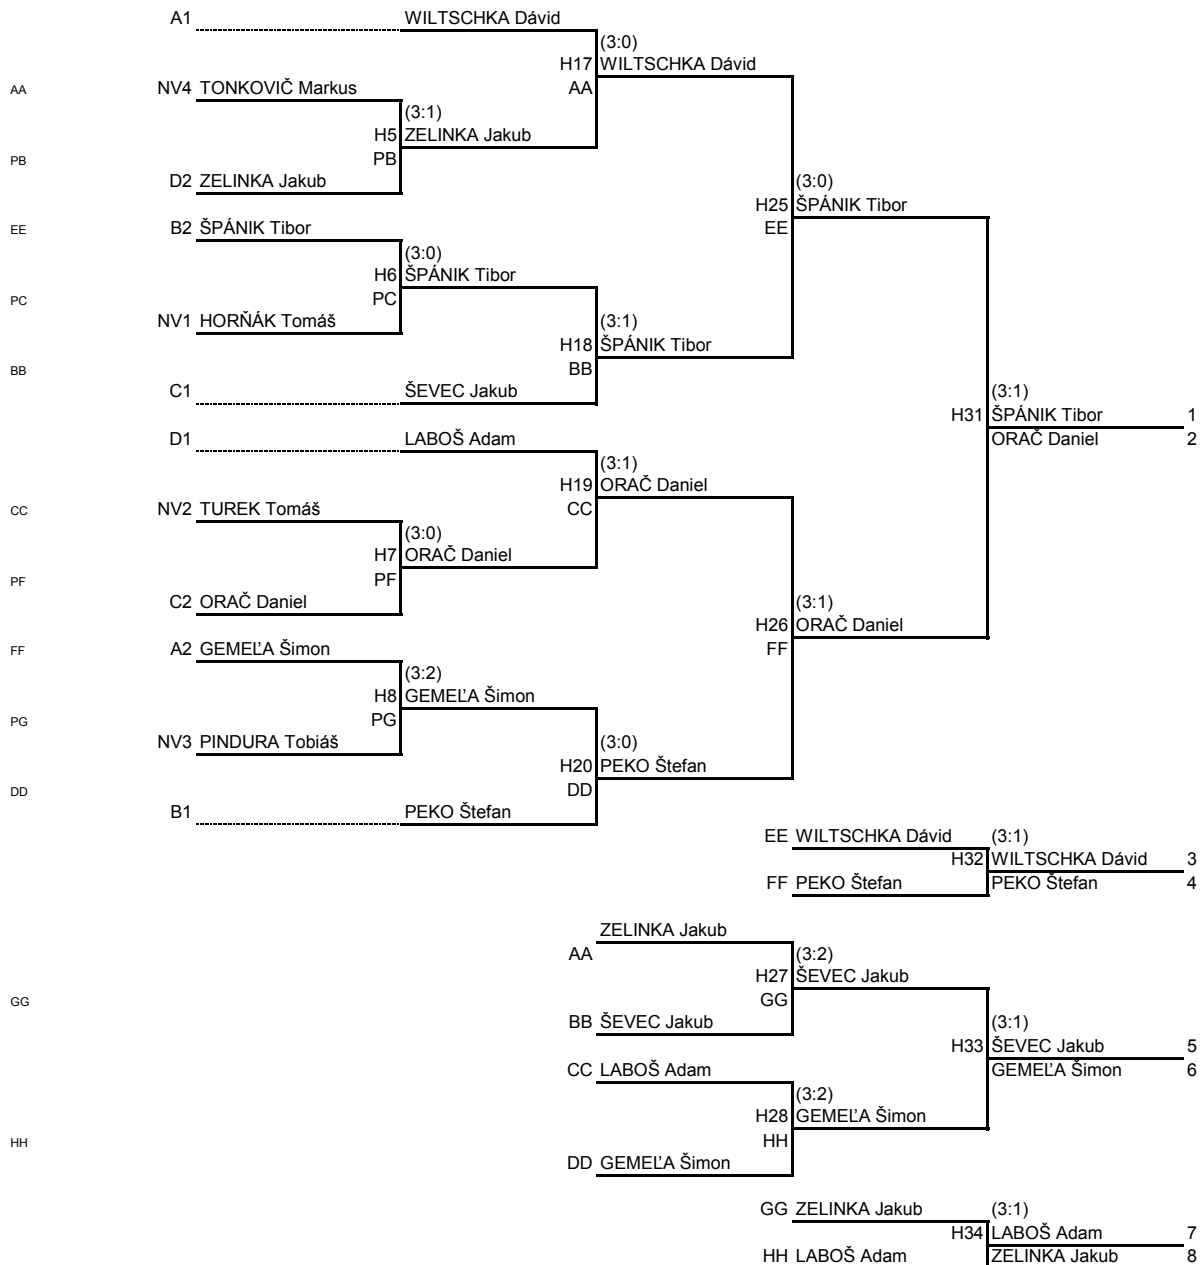 A1 WILTSCHKA Dávid
(3:0)
H17 WILTSCHKA Dávid
AA NV4 TONKOVIČ Markus AA
(3:1)
H5 ZELINKA Jakub
PB PB
D2 ZELINKA Jakub (3:0)
H25 ŠPÁNIK Tibor
EE B2 ŠPÁNIK Tibor EE
(3:0)
H6 ŠPÁNIK Tibor
PC PC
NV1 HORŇÁK Tomáš (3:1)
H18 ŠPÁNIK Tibor
BB BB
C1 ŠEVEC Jakub (3:1)
H31 ŠPÁNIK Tibor 1
D1 LABOŠ Adam ORAČ Daniel 2
(3:1)
H19 ORAČ Daniel
CC NV2 TUREK Tomáš CC
(3:0)
H7 ORAČ Daniel
PF PF
C2 ORAČ Daniel (3:1)
H26 ORAČ Daniel
FF A2 GEMEĽA Šimon FF
(3:2)
H8 GEMEĽA Šimon
PG PG
NV3 PINDURA Tobiáš (3:0)
H20 PEKO Štefan
DD DD
B1 PEKO Štefan
EE WILTSCHKA Dávid (3:1)
H32 WILTSCHKA Dávid 3
FF PEKO Štefan PEKO Štefan 4
ZELINKA Jakub
AA (3:2)
H27 ŠEVEC Jakub
GG GG
BB ŠEVEC Jakub (3:1)
H33 ŠEVEC Jakub 5
CC LABOŠ Adam GEMEĽA Šimon 6
(3:2)
H28 GEMEĽA Šimon
HH HH
DD GEMEĽA Šimon
GG ZELINKA Jakub (3:1)
H34 LABOŠ Adam 7
HH LABOŠ Adam ZELINKA Jakub 8